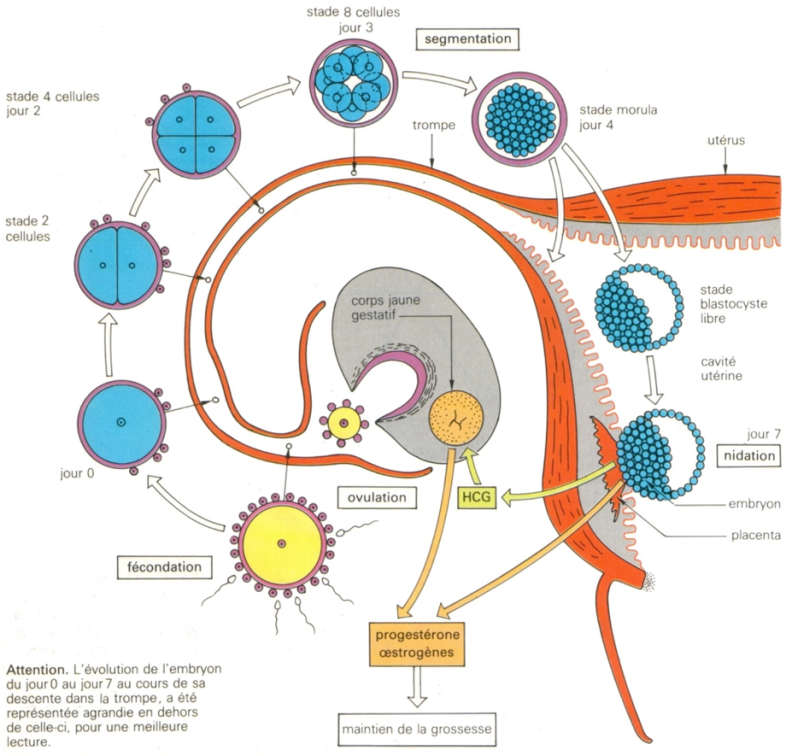 stade 8 cellules
jour 3
segmentation
stade 4 cellules
jour 2
stade morula
jour 4
trompe
utérus
stade 2
cellules
stade
blastocyste
libre
corps jaune
gestatif
cavité
utérine
jour 7
nidation
jour 0
ovulation
HCG
embryon
placenta
fécondation
progestérone
œstrogènes
Attention. L'évolution de l'embryon
du jour 0 au jour 7 au cours de sa
descente dans la trompe, a été
représentée agrandie en dehors
de celle-ci, pour une meilleure
lecture.
maintien de la grossesse